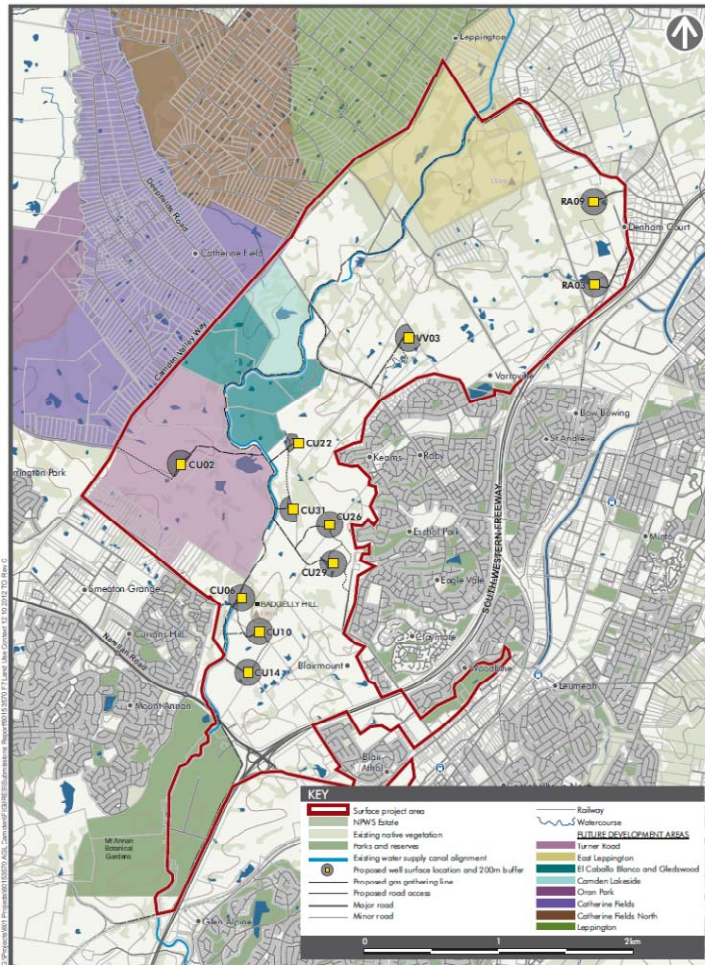 Leppington
RA09
Denham Court
Deepfields Road
Catherine Field
RA03
Camden Valley Way
VV03
Varroville
Bow Bowing
St Andrews
CU22
Kearns
Raby
CU02
rrington Park
CU31
CU26
Minto
Eschol Park
SOUTH WESTERN FREEWAY
CU29
Eagle Vale
Smeaton Grange
CU06
BADGELLY HILL
Currans Hill
CU10
Claymore
Narellan Road
Blairmount
Woodbine
CU14
Leumeah
Mount Annan
Blair
Athol
Mt Annan
Botanical
Gardens
Glen Alpine
KEY
Surface project area
NPWS Estate
Existing native vegetation
Parks and reserves
Existing water supply canal alignment
Proposed well surface location and 200m buffer
Proposed gas gathering line
Proposed road access
Major road
Minor road
Railway
Watercourse
FUTURE DEVELOPMENT AREAS
Turner Road
East Leppington
El Caballo Blanco and Gledswood
Camden Lakeside
Oran Park
Catherine Fields
Catherine Fields North
Leppington
0 1 2km